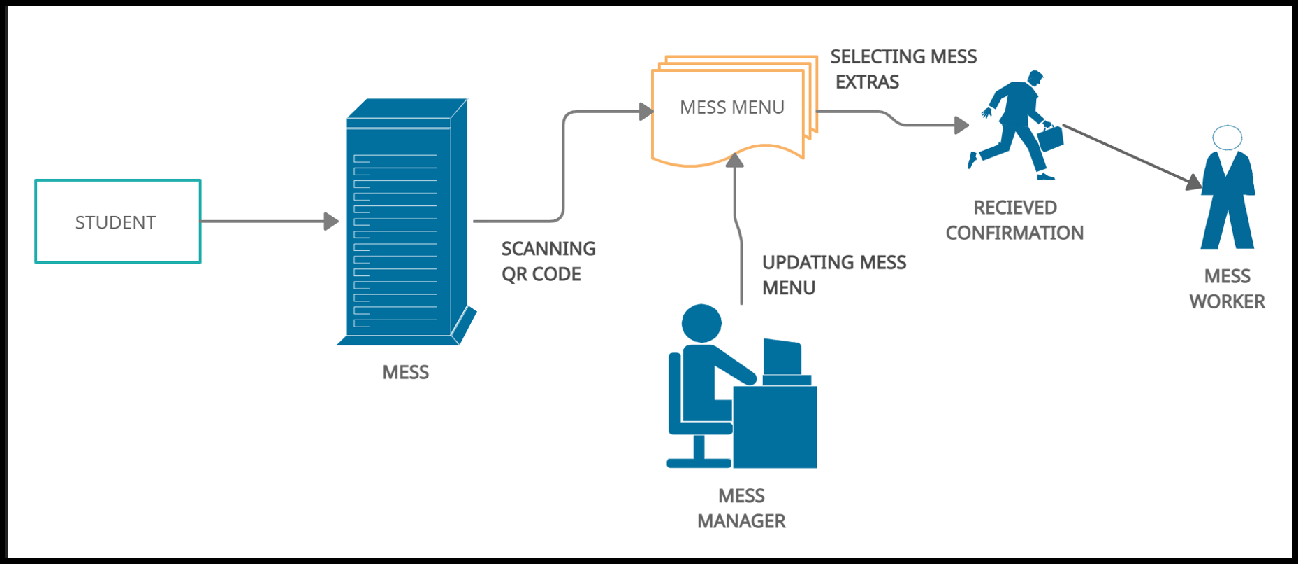 STUDENT
MESS
SCANNING
QR CODE
MESS MENU
SELECTING MESS
EXTRAS
UPDATING MESS
MENU
MESS
MANAGER
RECIEVED
CONFIRMATION
MESS
WORKER